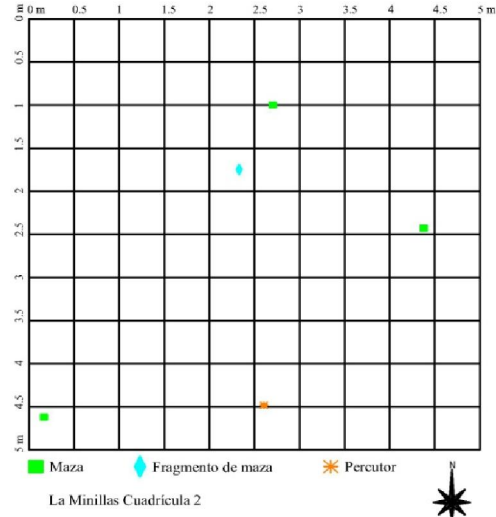 0 m 0.5 1 1.5 2 2.5 3 3.5 4 4.5 5 m
0 m
0.5
1
1.5
2
2.5
3
3.5
4
4.5
5 m
Maza Fragmento de maza Percutor
N
La Minillas Cuadrícula 2